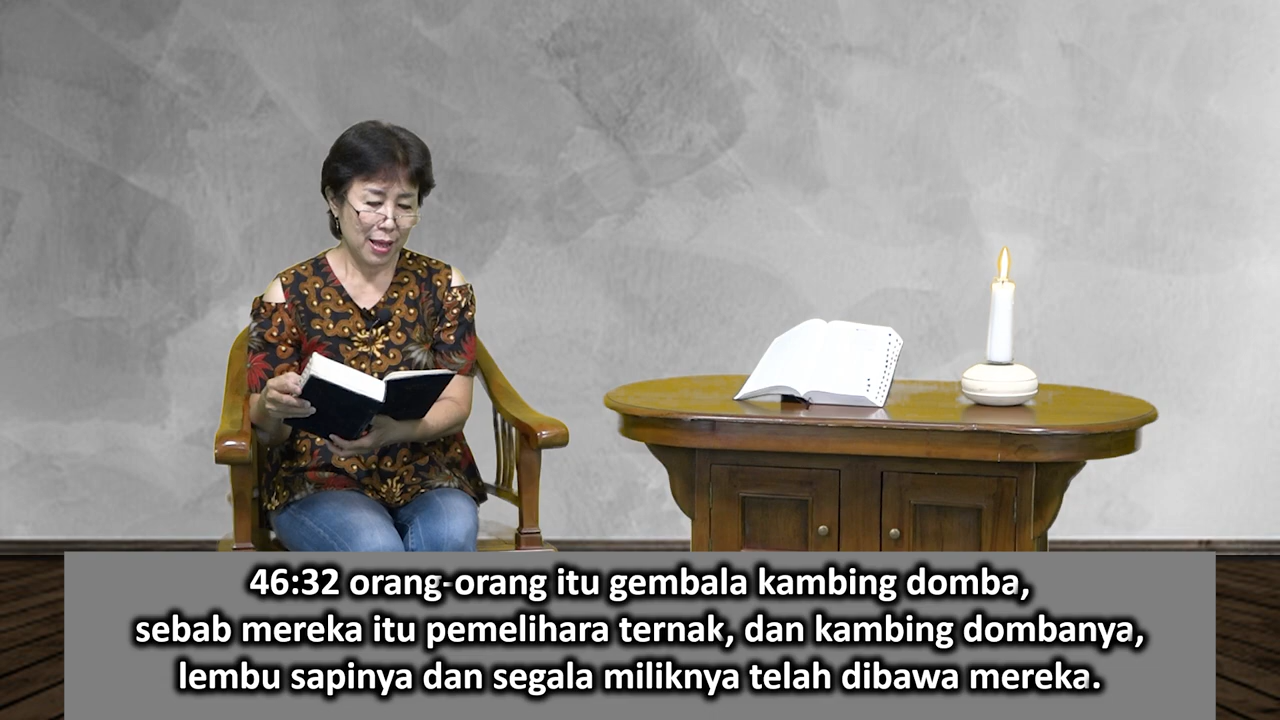 46:32 orang-orang itu gembala kambing domba,
sebab mereka itu pemelihara ternak, dan kambing dombanya,
lembu sapinya dan segala miliknya telah dibawa mereka.